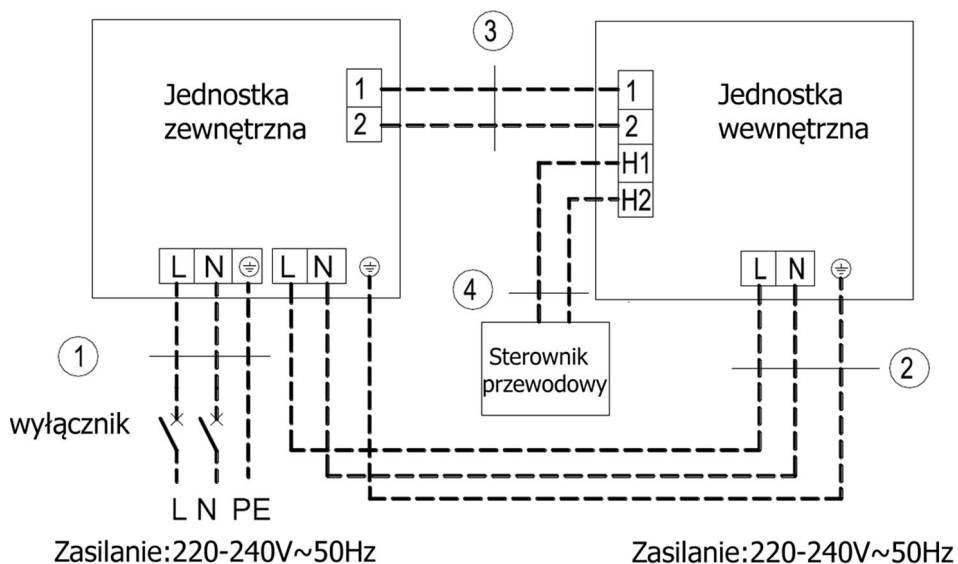 3
Jednostka
zewnętrzna
1
2
1
2
H1
H2
Jednostka
wewnętrzna
L N
L N
L N
4
1
2
Sterownik
przewodowy
wyłącznik
L N PE
Zasilanie:220-240V~50Hz
Zasilanie:220-240V~50Hz